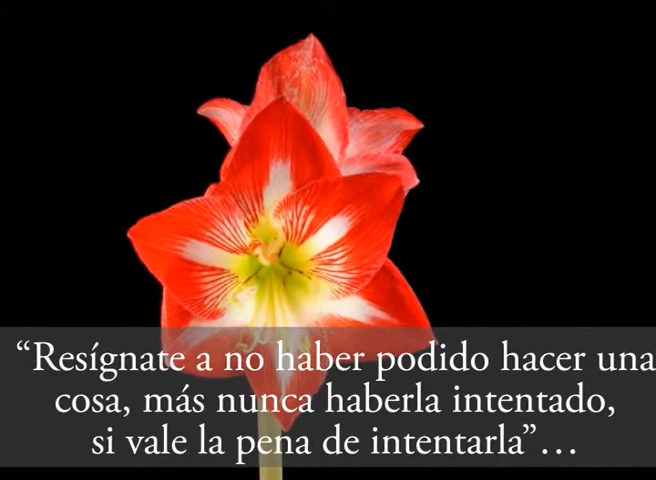 “Resígnate a no haber podido hacer una
cosa, más nunca haberla intentado,
si vale la pena de intentarla”...